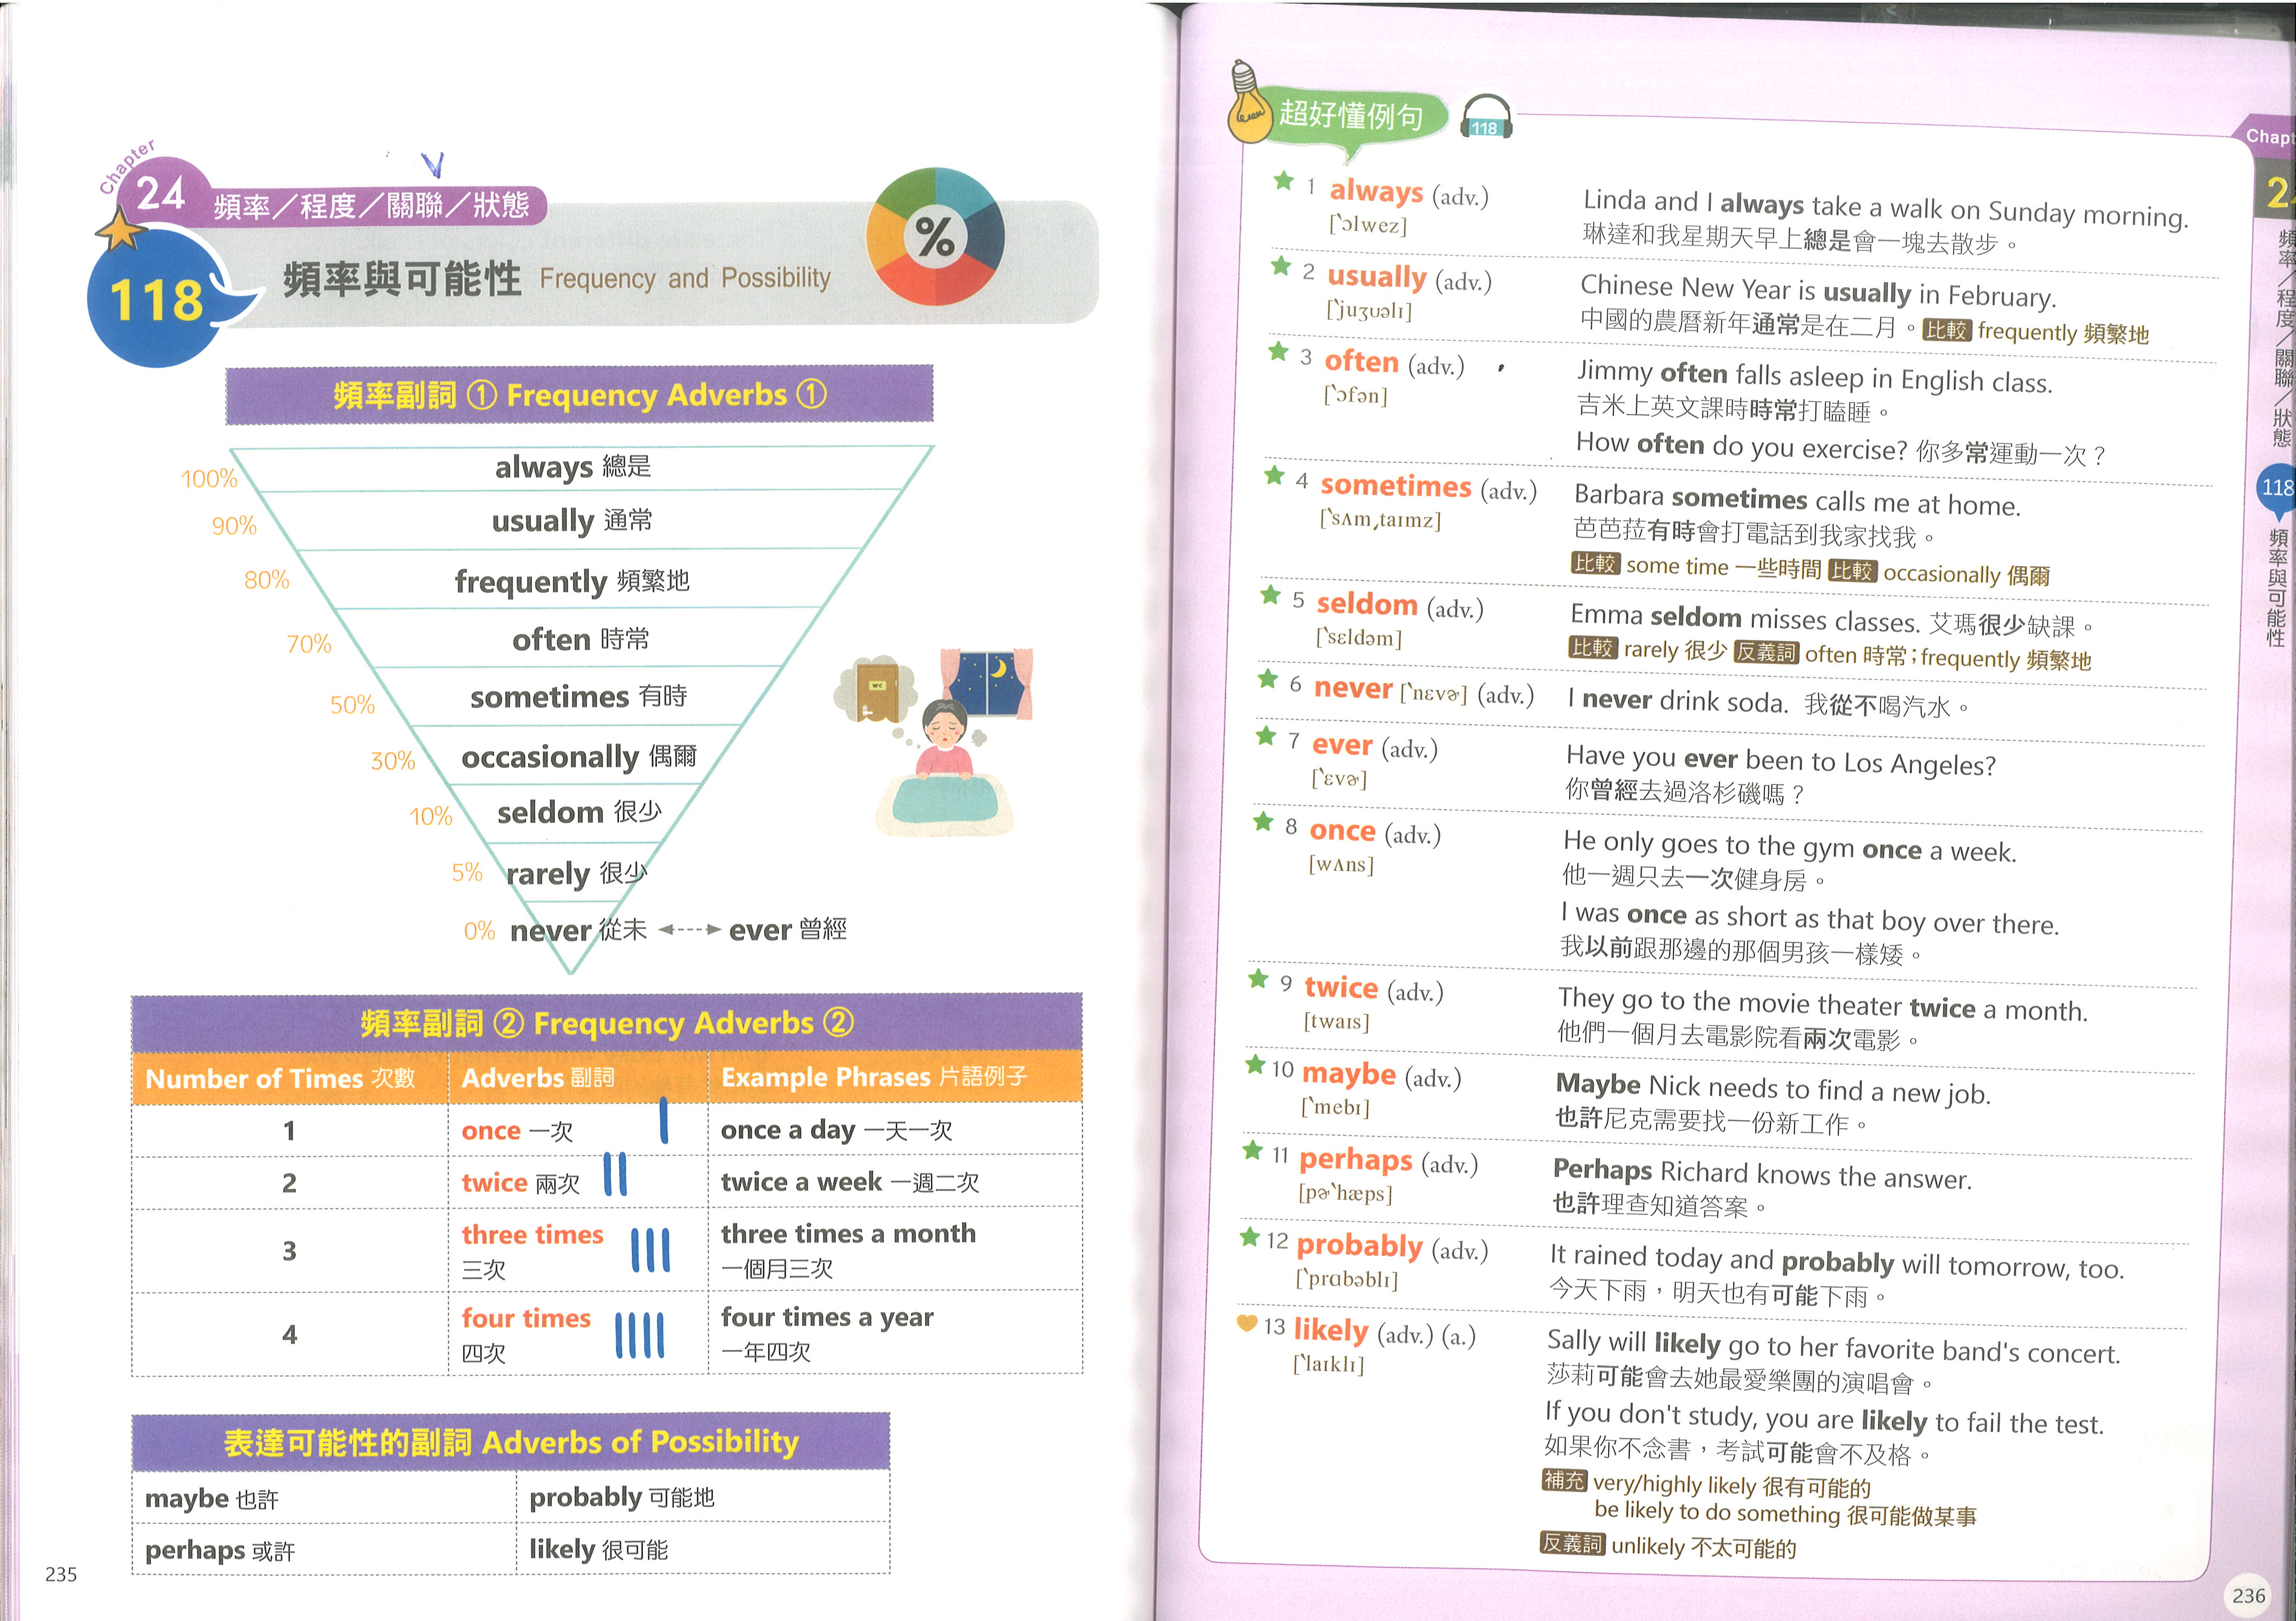 Chapter
24 頻率／程度／關聯／狀態
118 頻率與可能性 Frequency and Possibility
%
頻率副詞 ① Frequency Adverbs ①
100% always 總是
90% usually 通常
80% frequently 頻繁地
70% often 時常
50% sometimes 有時
30% occasionally 偶爾
10% seldom 很少
5% rarely 很少
0% never 從未 ever 曾經
WC
頻率副詞 ② Frequency Adverbs ②
Number of Times 次數 Adverbs 副詞 Example Phrases 片語例子
1 once 一次 once a day 一天一次
2 twice 兩次 twice a week 一週二次
3 three times 三次 three times a month 一個月三次
4 four times 四次 four times a year 一年四次
表達可能性的副詞 Adverbs of Possibility
maybe 也許 probably 可能地
perhaps 或許 likely 很可能
235
超好懂例句 118
1 always (adv.) Linda and I always take a walk on Sunday morning.
[ˋɔlwez] 琳達和我星期天早上總是會一塊去散步。
2 usually (adv.) Chinese New Year is usually in February.
[ˋjuʒʊəlɪ] 中國的農曆新年通常是在二月。比較 frequently 頻繁地
3 often (adv.) Jimmy often falls asleep in English class.
[ˋɔfən] 吉米上英文課時時常打瞌睡。
How often do you exercise? 你多常運動一次？
4 sometimes (adv.) Barbara sometimes calls me at home.
[ˋsʌmˏtaɪmz] 芭芭菈有時會打電話到我家找我。
比較 some time 一些時間 比較 occasionally 偶爾
5 seldom (adv.) Emma seldom misses classes. 艾瑪很少缺課。
[ˋsɛldəm] 比較 rarely 很少 反義詞 often 時常；frequently 頻繁地
6 never [ˋnɛvɚ] (adv.) I never drink soda. 我從不喝汽水。
7 ever (adv.) Have you ever been to Los Angeles?
[ˋɛvɚ] 你曾經去過洛杉磯嗎？
8 once (adv.) He only goes to the gym once a week.
[wʌns] 他一週只去一次健身房。
I was once as short as that boy over there.
我以前跟那邊的那個男孩一樣矮。
9 twice (adv.) They go to the movie theater twice a month.
[twaɪs] 他們一個月去電影院看兩次電影。
10 maybe (adv.) Maybe Nick needs to find a new job.
[ˋmebɪ] 也許尼克需要找一份新工作。
11 perhaps (adv.) Perhaps Richard knows the answer.
[pɚˋhæps] 也許理查知道答案。
12 probably (adv.) It rained today and probably will tomorrow, too.
[ˋprɑbəblɪ] 今天下雨，明天也有可能下雨。
13 likely (adv.) (a.) Sally will likely go to her favorite band's concert.
[ˋlaɪklɪ] 莎莉可能會去她最愛樂團的演唱會。
If you don't study, you are likely to fail the test.
如果你不念書，考試可能會不及格。
補充 very/highly likely 很有可能的
be likely to do something 很可能做某事
反義詞 unlikely 不太可能的
Chapt
2
頻率／程度／關聯／狀態
118
頻率與可能性
236